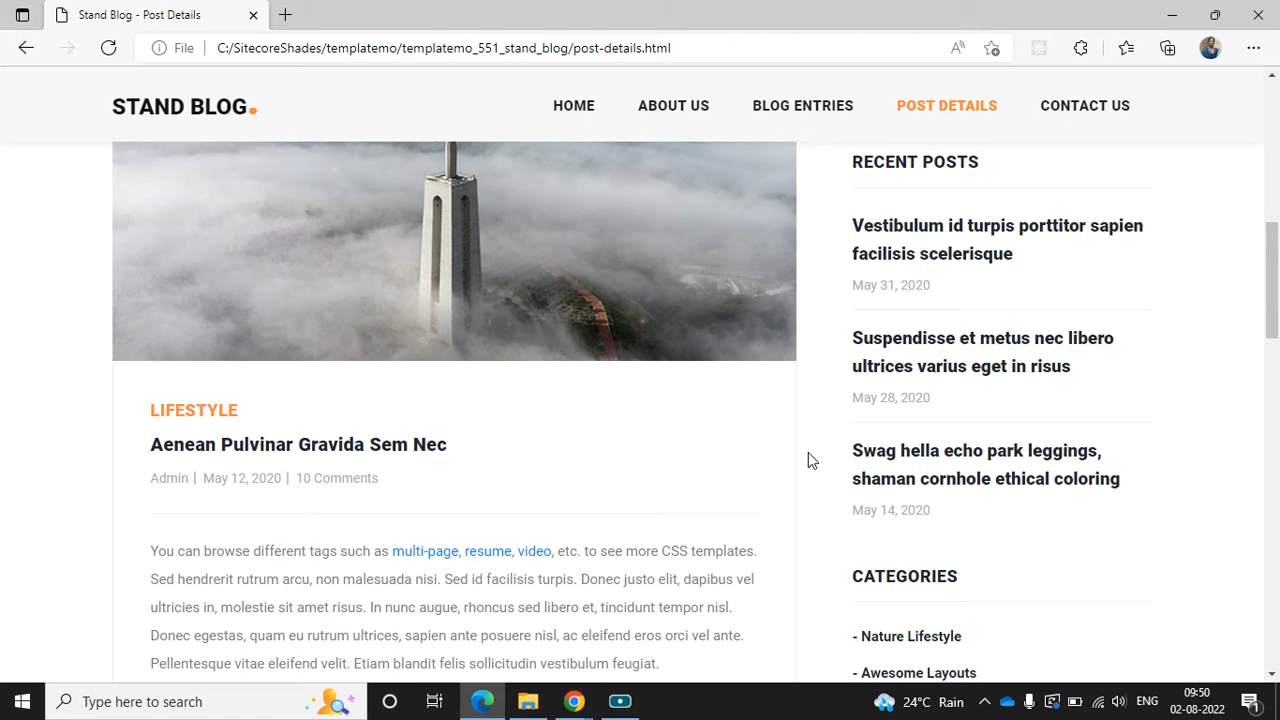 Stand Blog - Post Details
File
C:/SitecoreShades/templatemo/templatemo_551_stand_blog/post-details.html
STAND BLOG.
HOME
ABOUT US
BLOG ENTRIES
POST DETAILS
CONTACT US
LIFESTYLE
Aenean Pulvinar Gravida Sem Nec
Admin | May 12, 2020 | 10 Comments
You can browse different tags such as multi-page, resume, video, etc. to see more CSS templates.
Sed hendrerit rutrum arcu, non malesuada nisi. Sed id facilisis turpis. Donec justo elit, dapibus vel
ultricies in, molestie sit amet risus. In nunc augue, rhoncus sed libero et, tincidunt tempor nisl.
Donec egestas, quam eu rutrum ultrices, sapien ante posuere nisl, ac eleifend eros orci vel ante.
Pellentesque vitae eleifend velit. Etiam blandit felis sollicitudin vestibulum feugiat.
RECENT POSTS
Vestibulum id turpis porttitor sapien
facilisis scelerisque
May 31, 2020
Suspendisse et metus nec libero
ultrices varius eget in risus
May 28, 2020
Swag hella echo park leggings,
shaman cornhole ethical coloring
May 14, 2020
CATEGORIES
- Nature Lifestyle
- Awesome Layouts
Type here to search
24°C Rain
ENG
09:50
02-08-2022
1